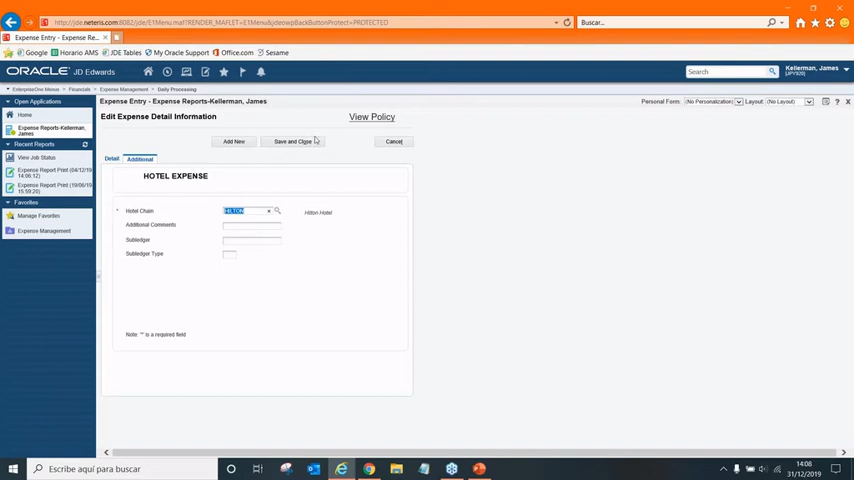 http://jde.neteris.com:8082/jde/E1Menu.maf?RENDER_MAFLET=E1Menu&jdeowpBackButtonProtect=PROTECTED
Buscar...
Expense Entry - Expense Re...
Google
Horario AMS
JDE Tables
My Oracle Support
Office.com
Sesame
ORACLE JD Edwards
Search
Kellerman, James
(JPY920)
EnterpriseOne Menus
Financials
Expense Management
Daily Processing
Open Applications
Home
Expense Reports-Kellerman, James
Recent Reports
View Job Status
Expense Report Print (04/12/19 14:06:12)
Expense Report Print (19/06/19 15:59:20)
Favorites
Manage Favorites
Expense Management
Expense Entry - Expense Reports-Kellerman, James
Personal Form: (No Personalization)
Layout: (No Layout)
Edit Expense Detail Information
View Policy
Add New
Save and Close
Cancel
Detail
Additional
HOTEL EXPENSE
* Hotel Chain
HILTON
Hilton Hotel
Additional Comments
Subledger
Subledger Type
Note: '*' is a required field
Escribe aquí para buscar
14:08
31/12/2019